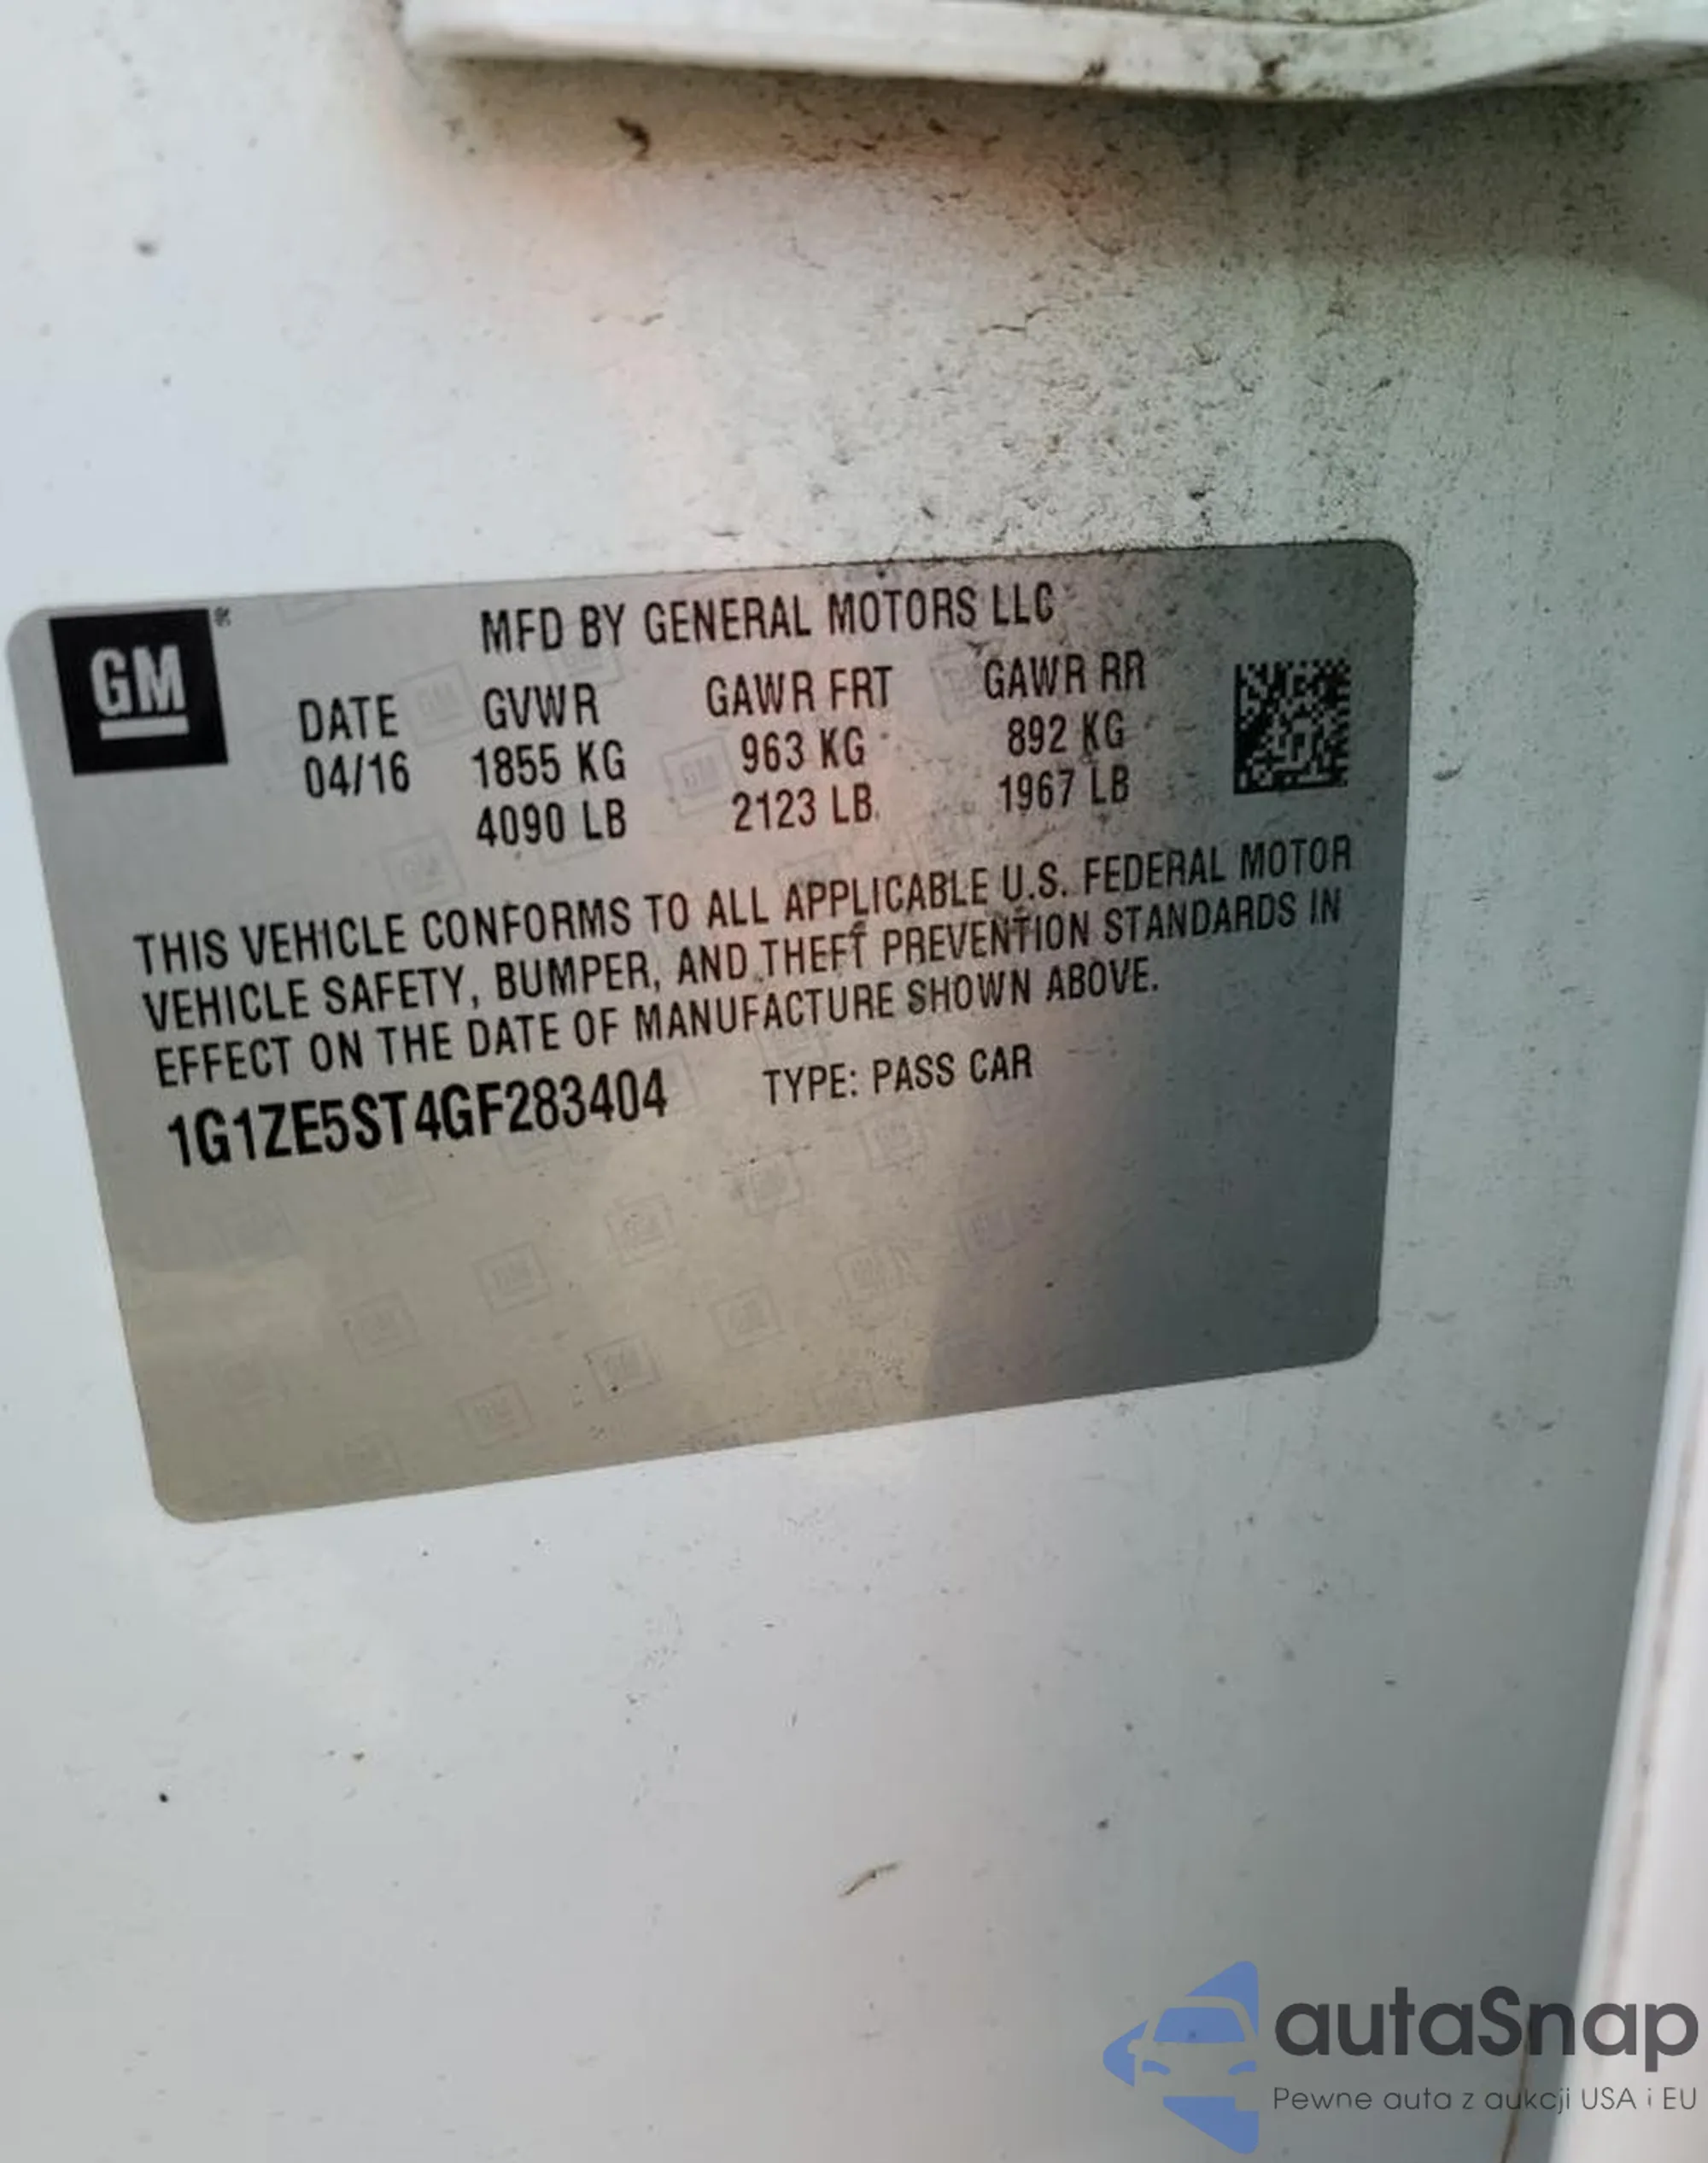 GM
MFD BY GENERAL MOTORS LLC
DATE GVWR GAWR FRT GAWR RR
04/16 1855 KG 963 KG 892 KG
4090 LB 2123 LB 1967 LB
THIS VEHICLE CONFORMS TO ALL APPLICABLE U.S. FEDERAL MOTOR
VEHICLE SAFETY, BUMPER, AND THEFT PREVENTION STANDARDS IN
EFFECT ON THE DATE OF MANUFACTURE SHOWN ABOVE.
1G1ZE5ST4GF283404 TYPE: PASS CAR
autaSnap
Pewne auta z aukcji USA i EU